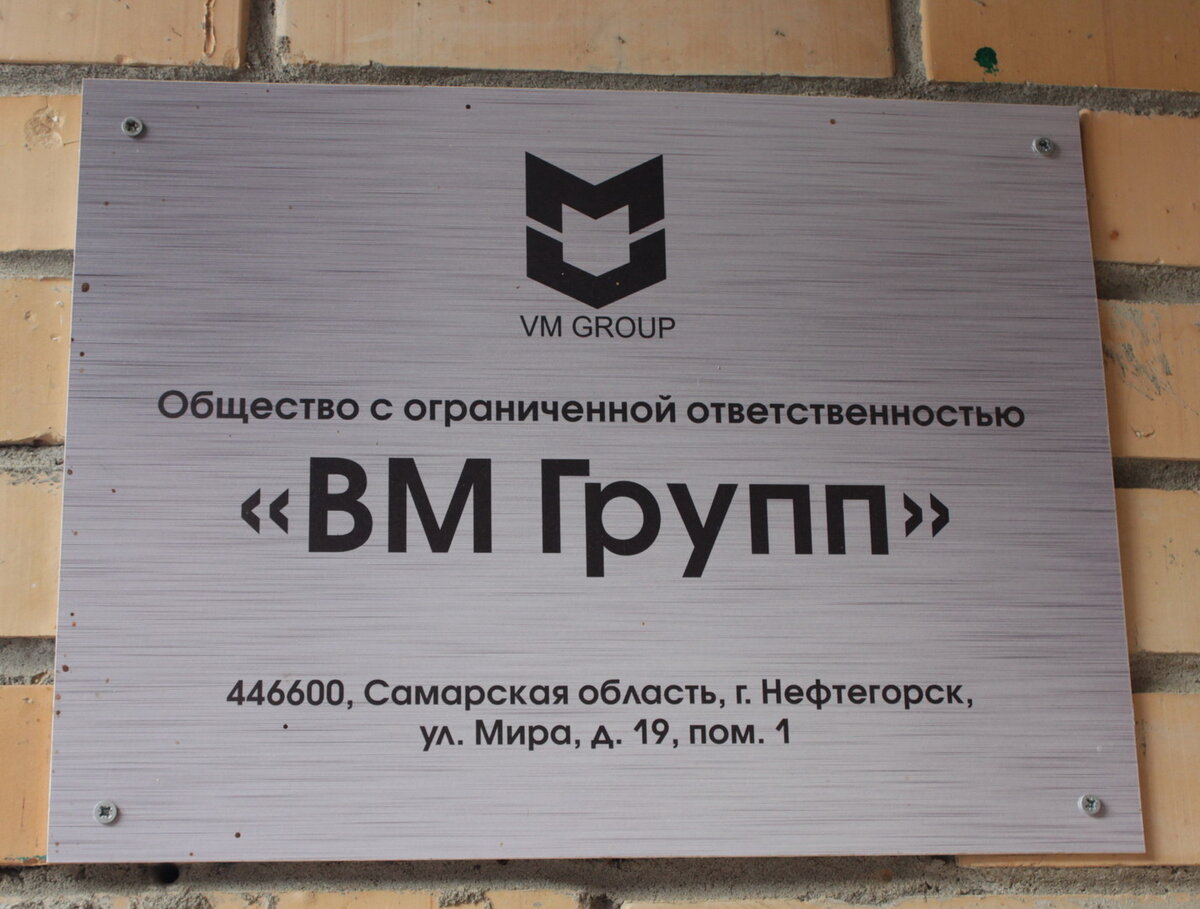 VM GROUP
Общество с ограниченной ответственностью
«ВМ Групп»
446600, Самарская область, г. Нефтегорск,
ул. Мира, д. 19, пом. 1